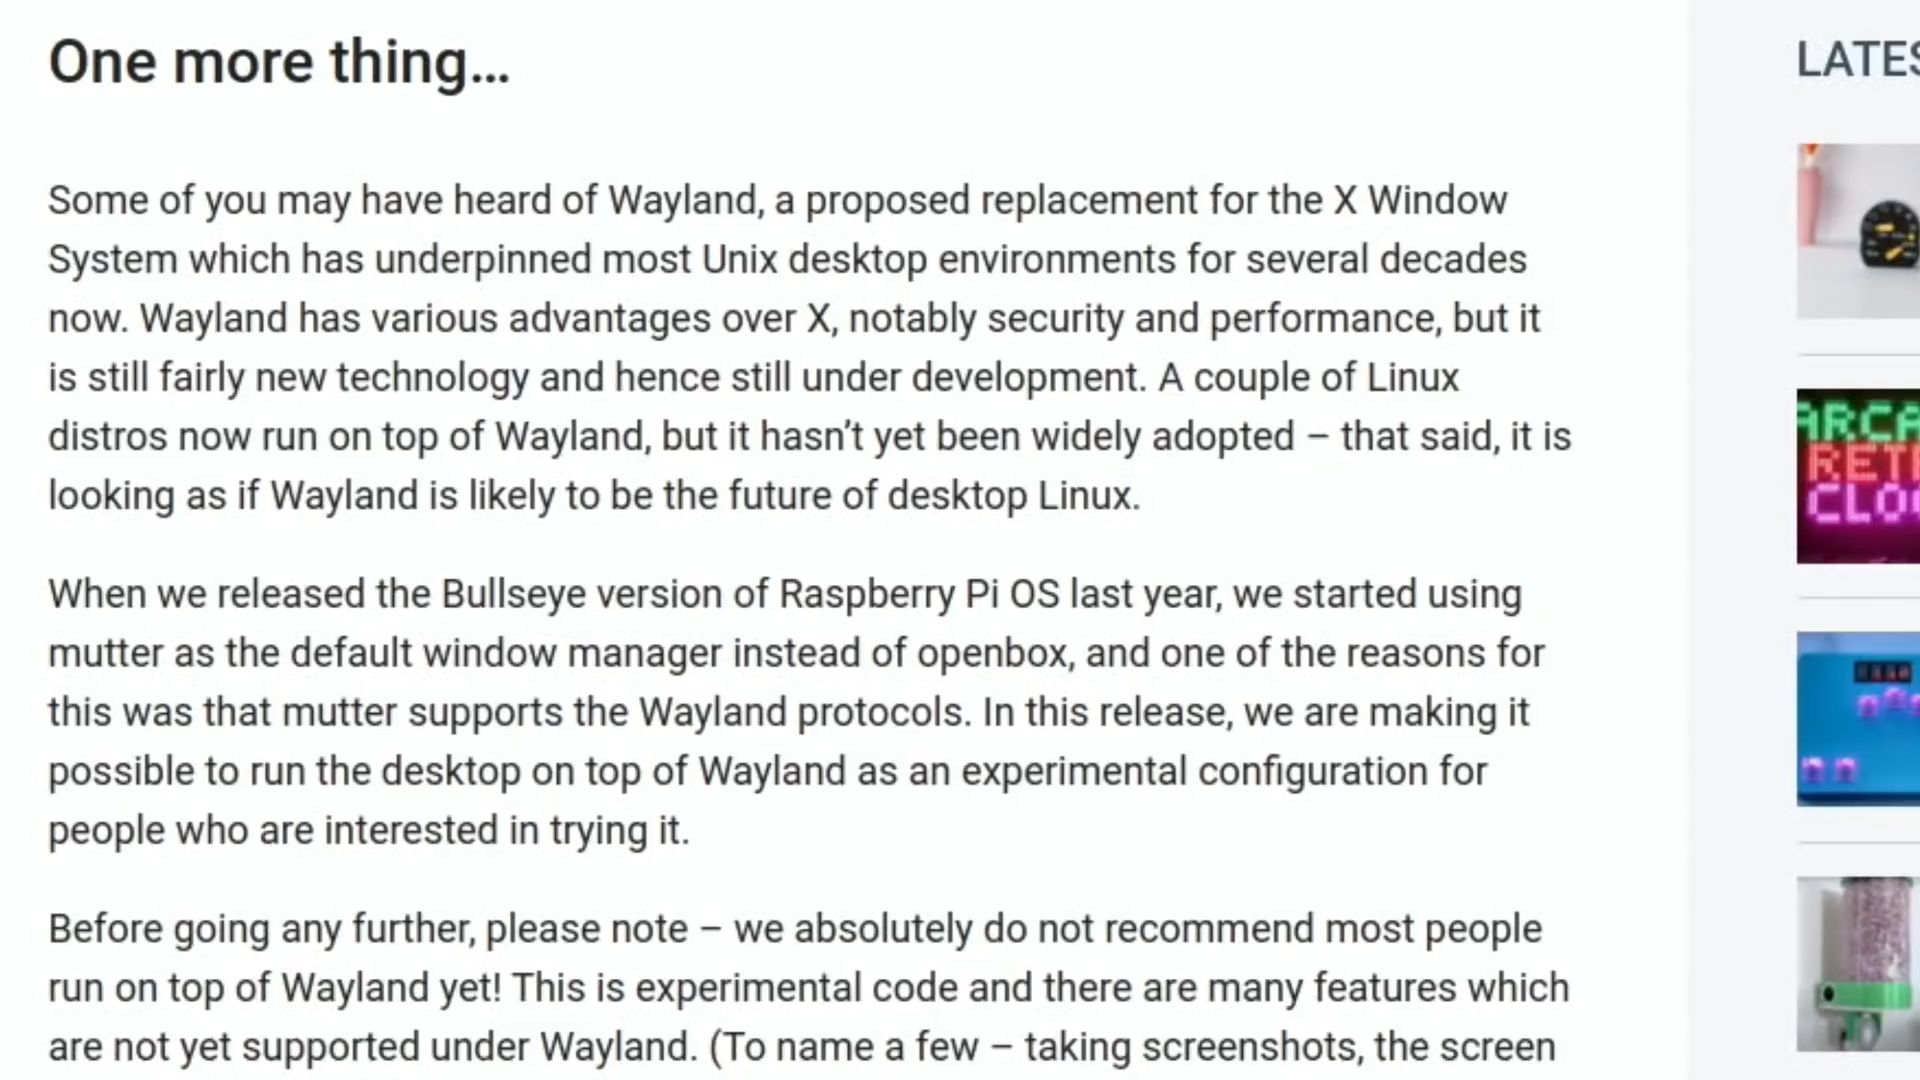 One more thing…
LATES
Some of you may have heard of Wayland, a proposed replacement for the X Window
System which has underpinned most Unix desktop environments for several decades
now. Wayland has various advantages over X, notably security and performance, but it
is still fairly new technology and hence still under development. A couple of Linux
distros now run on top of Wayland, but it hasn’t yet been widely adopted – that said, it is
looking as if Wayland is likely to be the future of desktop Linux.
When we released the Bullseye version of Raspberry Pi OS last year, we started using
mutter as the default window manager instead of openbox, and one of the reasons for
this was that mutter supports the Wayland protocols. In this release, we are making it
possible to run the desktop on top of Wayland as an experimental configuration for
people who are interested in trying it.
Before going any further, please note – we absolutely do not recommend most people
run on top of Wayland yet! This is experimental code and there are many features which
are not yet supported under Wayland. (To name a few – taking screenshots, the screen
ARCA
RET
CLO